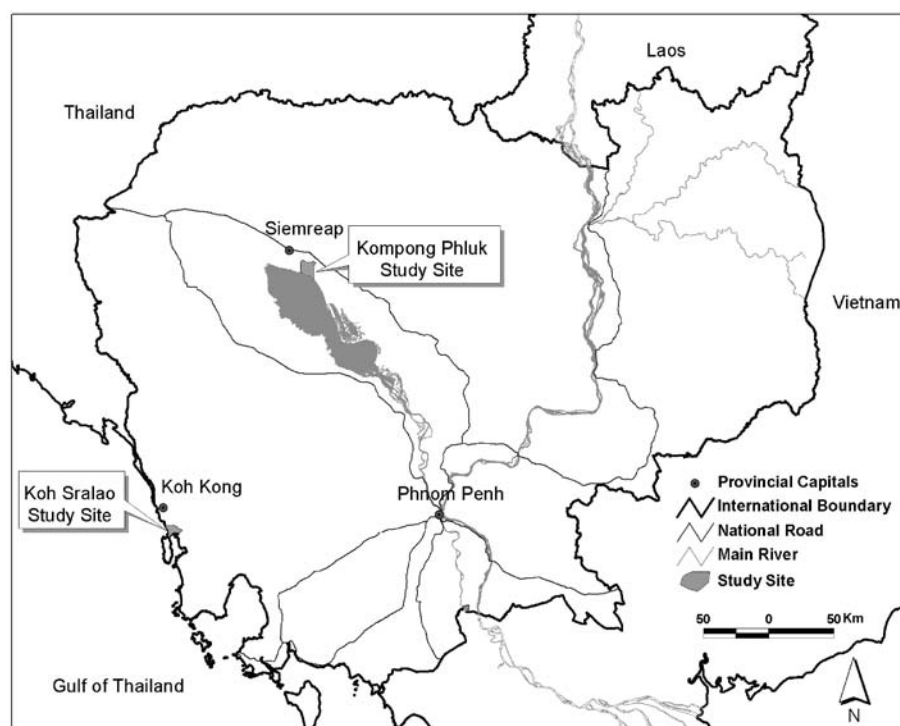 Laos
Thailand
Siemreap
Kompong Phluk
Study Site
Vietnam
Koh Sralao
Study Site
Koh Kong
Phnom Penh
Provincial Capitals
International Boundary
National Road
Main River
Study Site
50 0 50 Km
Gulf of Thailand
N